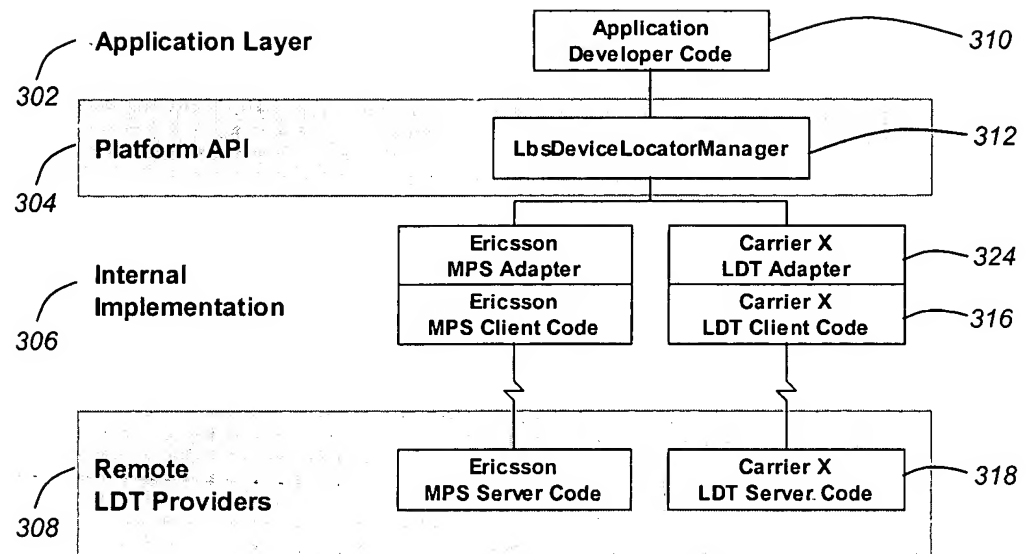 Application Layer
302
Application
Developer Code
310
Platform API
304
LbsDeviceLocatorManager
312
Internal
Implementation
306
Ericsson
MPS Adapter
Ericsson
MPS Client Code
Carrier X
LDT Adapter
324
Carrier X
LDT Client Code
316
Remote
LDT Providers
308
Ericsson
MPS Server Code
Carrier X
LDT Server Code
318